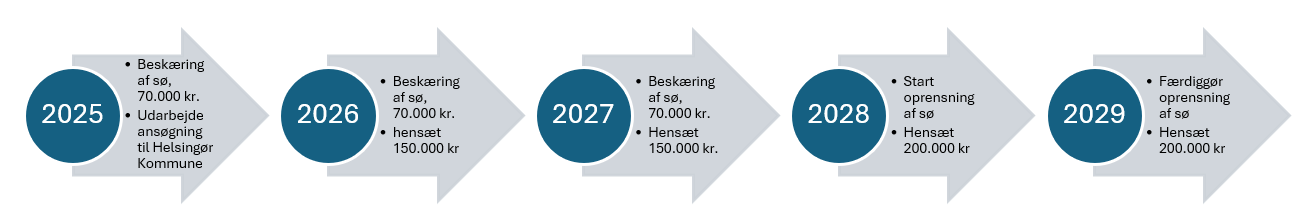 2025
• Beskæring
af sø,
70.000 kr.
• Udarbejde
ansøgning
til Helsingør
Kommune
2026
• Beskæring
af sø,
70.000 kr.
• hensæt
150.000 kr
2027
• Beskæring
af sø,
70.000 kr.
• Hensæt
150.000 kr.
2028
• Start
oprensning
af sø
• Hensæt
200.000 kr
2029
• Færdiggør
oprensning
af sø
• Hensæt
200.000 kr